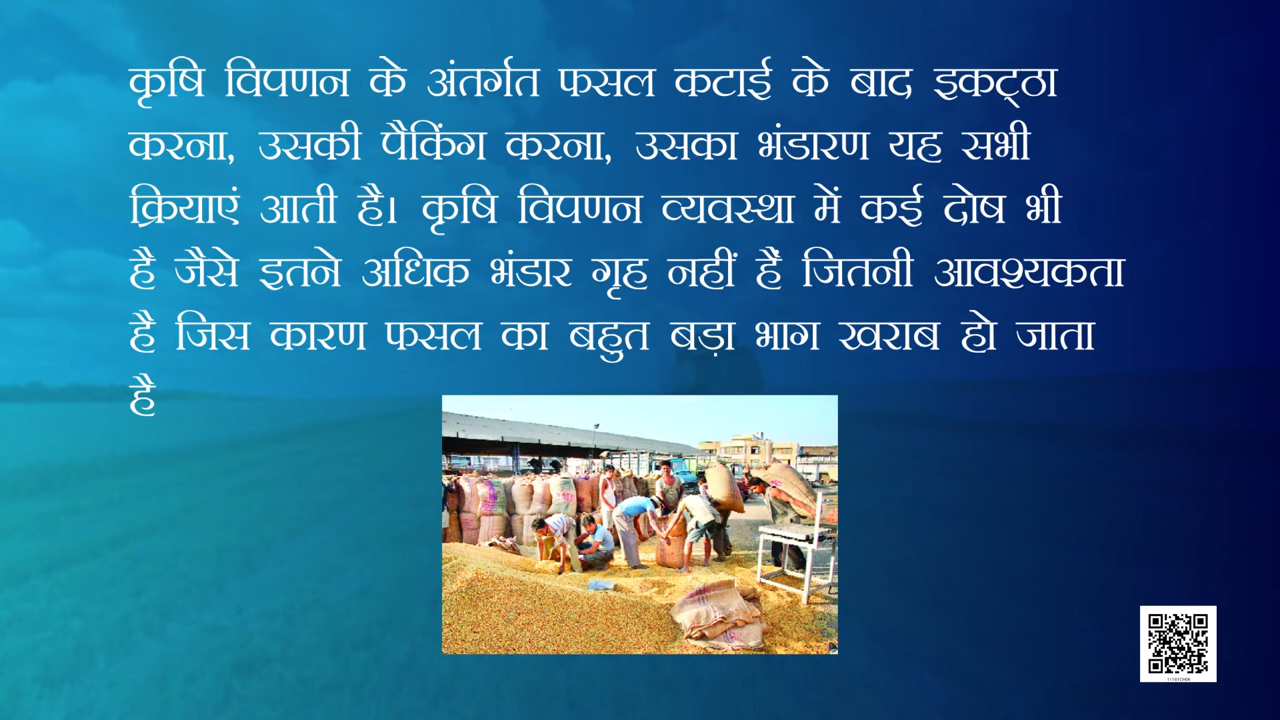 कृषि विपणन के अंतर्गत फसल कटाई के बाद इकट्ठा
करना, उसकी पैकिंग करना, उसका भंडारण यह सभी
क्रियाएं आती है। कृषि विपणन व्यवस्था में कई दोष भी
है जैसे इतने अधिक भंडार गृह नहीं हैं जितनी आवश्यकता
है जिस कारण फसल का बहुत बड़ा भाग खराब हो जाता
है